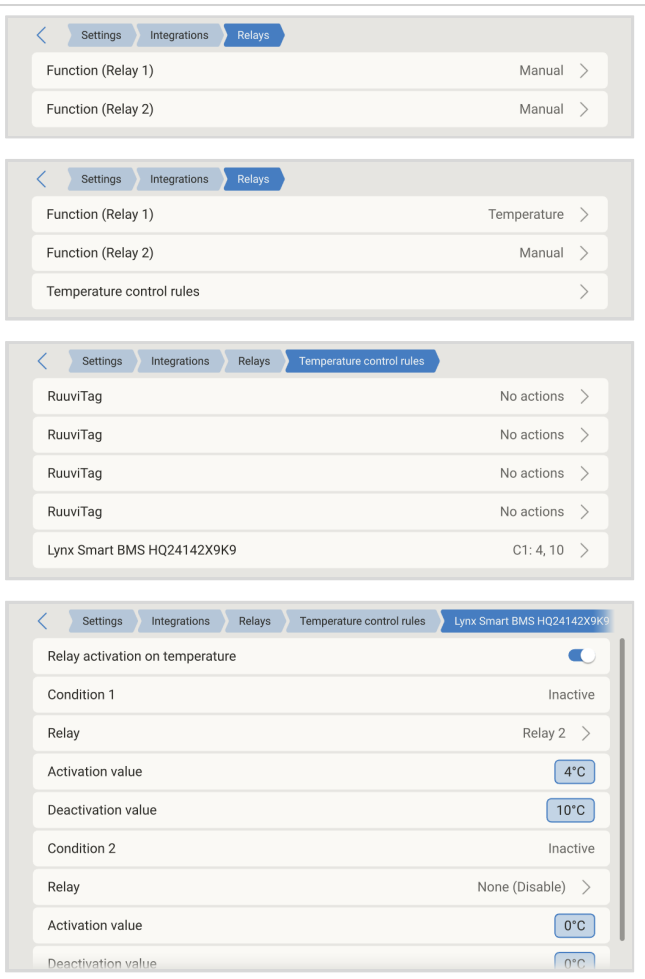 Settings Integrations Relays
Function (Relay 1) Manual
Function (Relay 2) Manual
Settings Integrations Relays
Function (Relay 1) Temperature
Function (Relay 2) Manual
Temperature control rules
Settings Integrations Relays Temperature control rules
RuuviTag No actions
RuuviTag No actions
RuuviTag No actions
RuuviTag No actions
Lynx Smart BMS HQ24142X9K9 C1: 4, 10
Settings Integrations Relays Temperature control rules Lynx Smart BMS HQ24142X9K9
Relay activation on temperature
Condition 1 Inactive
Relay Relay 2
Activation value 4°C
Deactivation value 10°C
Condition 2 Inactive
Relay None (Disable)
Activation value 0°C
Deactivation value 0°C